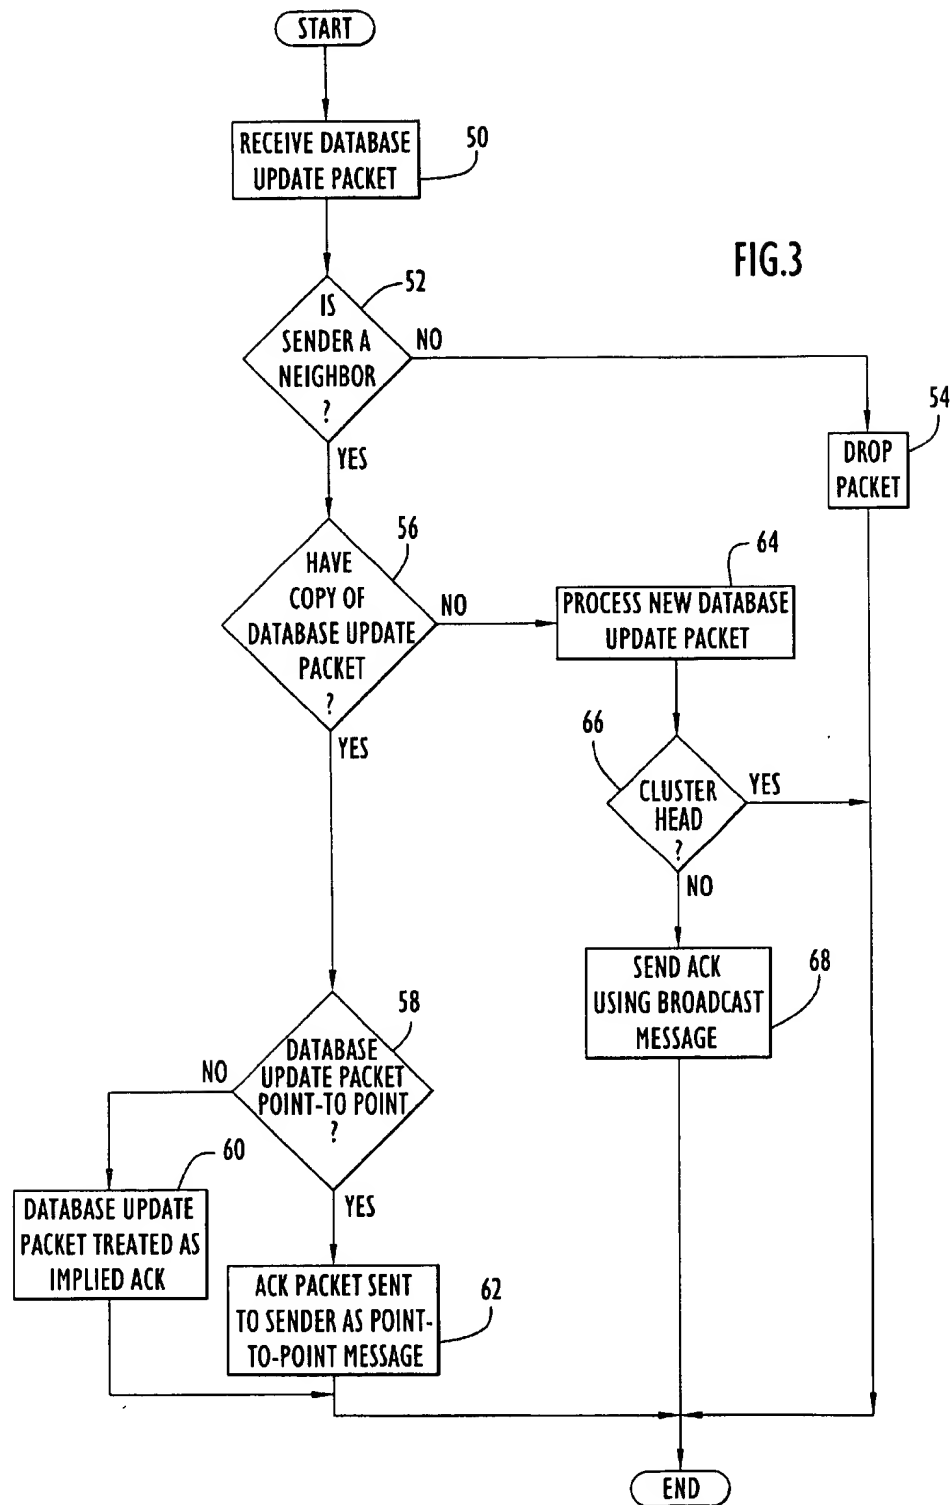 START
RECEIVE DATABASE
UPDATE PACKET
50
FIG.3
IS
SENDER A
NEIGHBOR
?
52
NO
YES
54
DROP
PACKET
HAVE
COPY OF
DATABASE UPDATE
PACKET
?
56
NO
YES
64
PROCESS NEW DATABASE
UPDATE PACKET
66
CLUSTER
HEAD
?
YES
NO
SEND ACK
USING BROADCAST
MESSAGE
68
DATABASE
UPDATE PACKET
POINT-TO POINT
?
58
NO
YES
60
DATABASE UPDATE
PACKET TREATED AS
IMPLIED ACK
ACK PACKET SENT
TO SENDER AS POINT-
TO-POINT MESSAGE
62
END